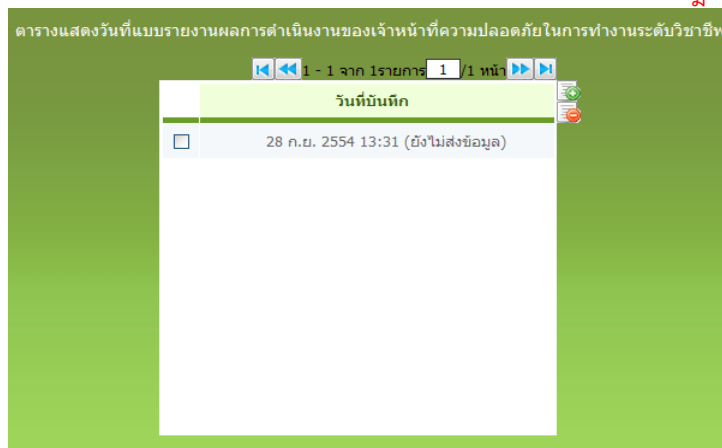 ตารางแสดงวันที่แบบรายงานผลการดำเนินงานของเจ้าหน้าที่ความปลอดภัยในการทำงานระดับวิชาชีพ
1 - 1 จาก 1รายการ 1 /1 หน้า
วันที่บันทึก
28 ก.ย. 2554 13:31 (ยังไม่ส่งข้อมูล)